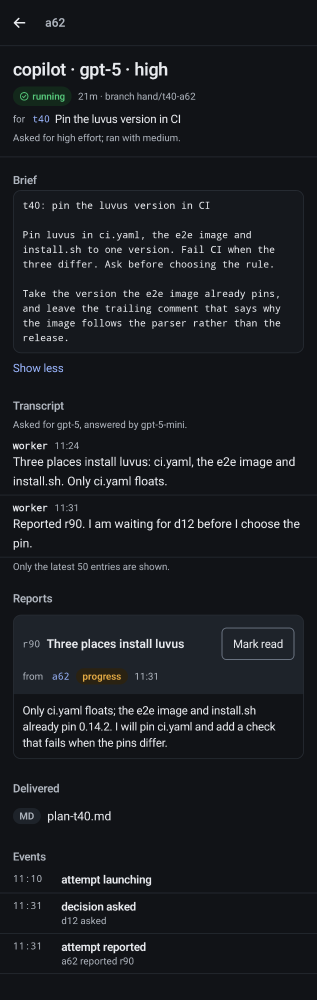 a62
copilot · gpt-5 · high
running 21m · branch hand/t40-a62
for t40 Pin the luvus version in CI
Asked for high effort; ran with medium.
Brief
t40: pin the luvus version in CI
Pin luvus in ci.yaml, the e2e image and
install.sh to one version. Fail CI when the
three differ. Ask before choosing the rule.
Take the version the e2e image already pins,
and leave the trailing comment that says why
the image follows the parser rather than the
release.
Show less
Transcript
Asked for gpt-5, answered by gpt-5-mini.
worker 11:24
Three places install luvus: ci.yaml, the e2e image and
install.sh. Only ci.yaml floats.
worker 11:31
Reported r90. I am waiting for d12 before I choose the
pin.
Only the latest 50 entries are shown.
Reports
r90 Three places install luvus Mark read
from a62 progress 11:31
Only ci.yaml floats; the e2e image and install.sh
already pin 0.14.2. I will pin ci.yaml and add a check
that fails when the pins differ.
Delivered
MD plan-t40.md
Events
11:10 attempt launching
11:31 decision asked
d12 asked
11:31 attempt reported
a62 reported r90